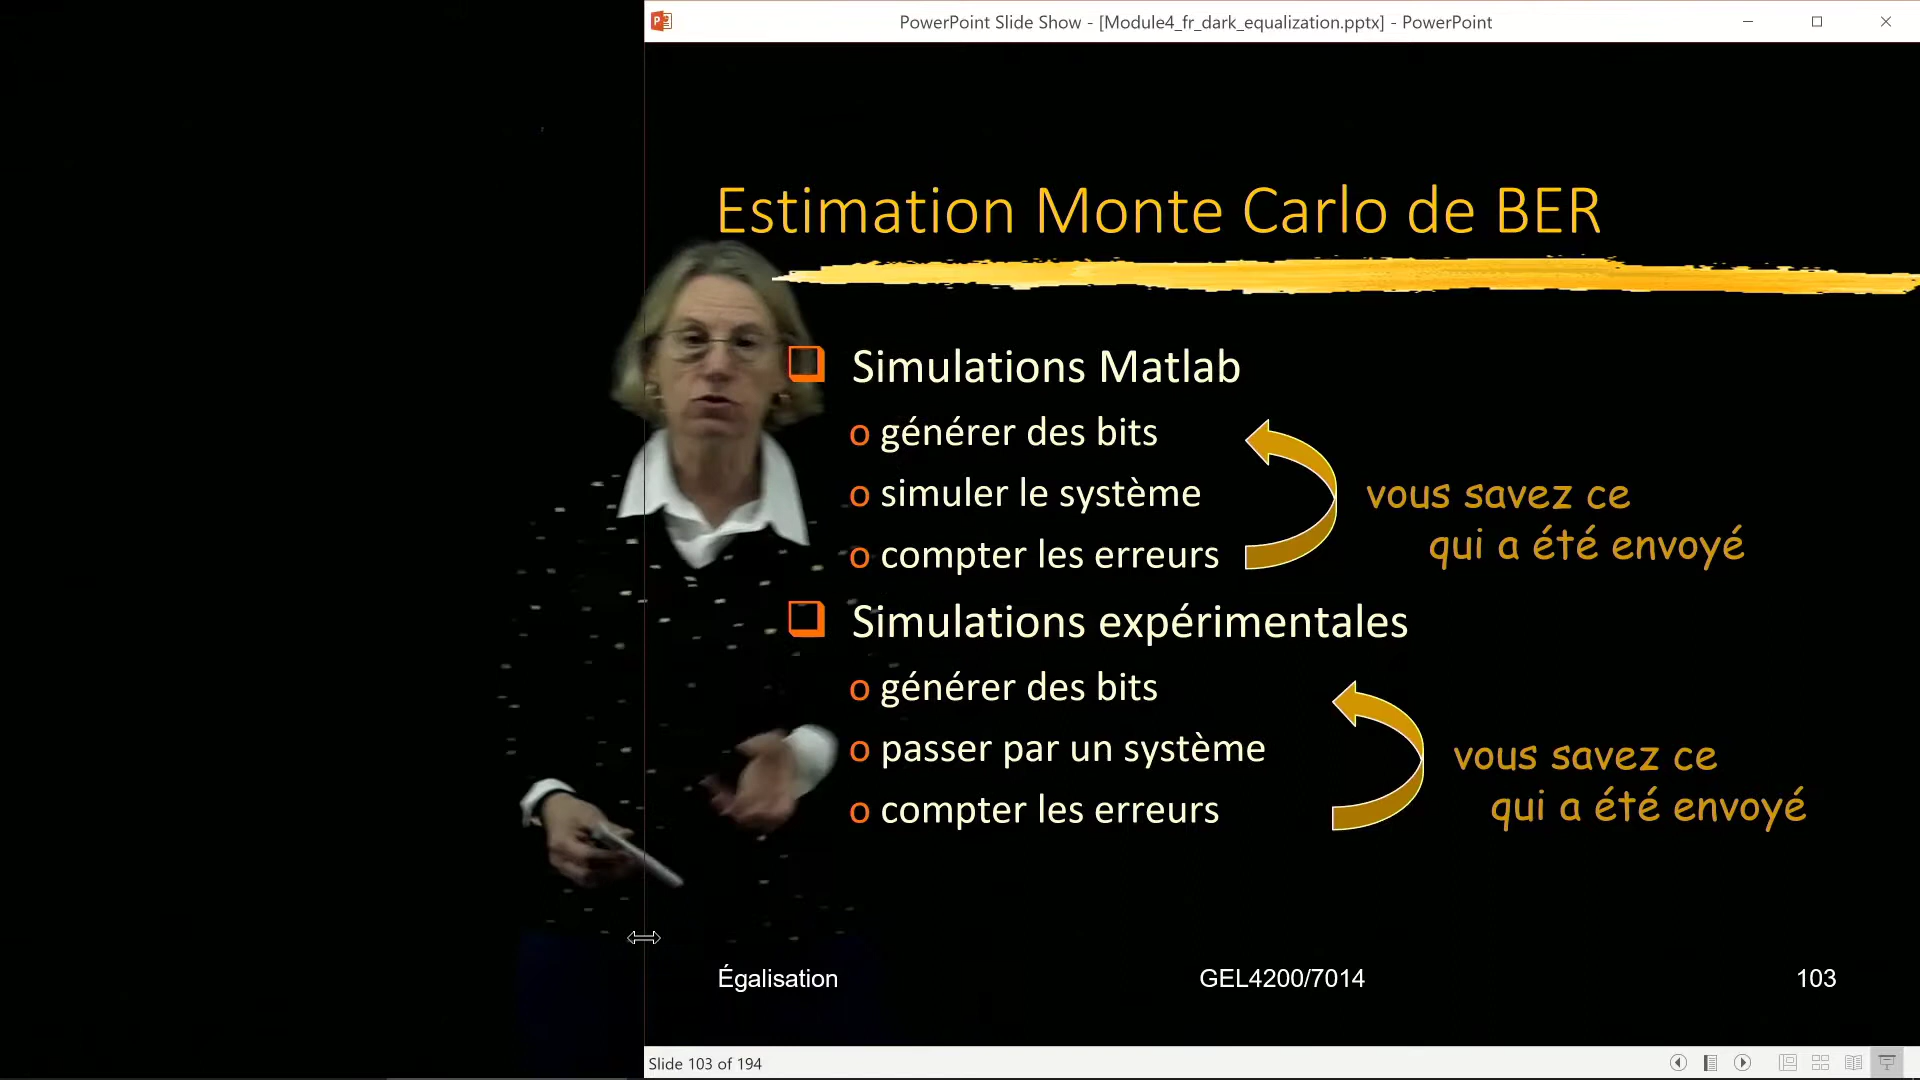 PowerPoint Slide Show - [Module4_fr_dark_equalization.pptx] - PowerPoint
Estimation Monte Carlo de BER
Simulations Matlab
o générer des bits
o simuler le système
o compter les erreurs
vous savez ce
qui a été envoyé
Simulations expérimentales
o générer des bits
o passer par un système
o compter les erreurs
vous savez ce
qui a été envoyé
Égalisation
GEL4200/7014
103
Slide 103 of 194